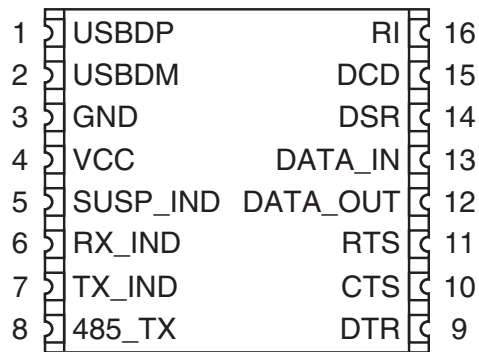 1 USBDP RI 16
2 USBDM DCD 15
3 GND DSR 14
4 VCC DATA_IN 13
5 SUSP_IND DATA_OUT 12
6 RX_IND RTS 11
7 TX_IND CTS 10
8 485_TX DTR 9